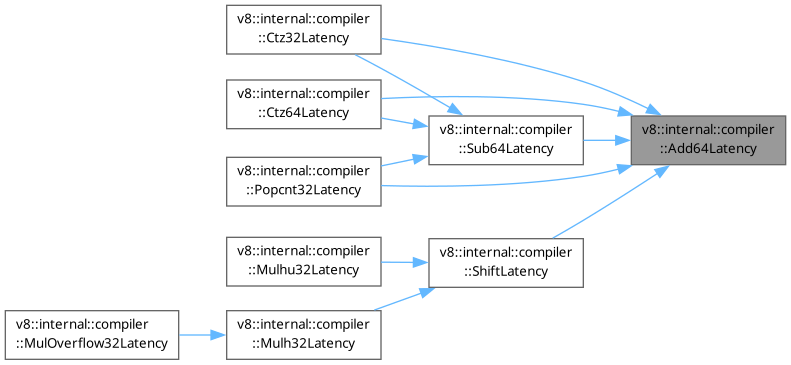 v8::internal::compiler
::Ctz32Latency
v8::internal::compiler
::Ctz64Latency
v8::internal::compiler
::Sub64Latency
v8::internal::compiler
::Add64Latency
v8::internal::compiler
::Popcnt32Latency
v8::internal::compiler
::Mulhu32Latency
v8::internal::compiler
::ShiftLatency
v8::internal::compiler
::MulOverflow32Latency
v8::internal::compiler
::Mulh32Latency